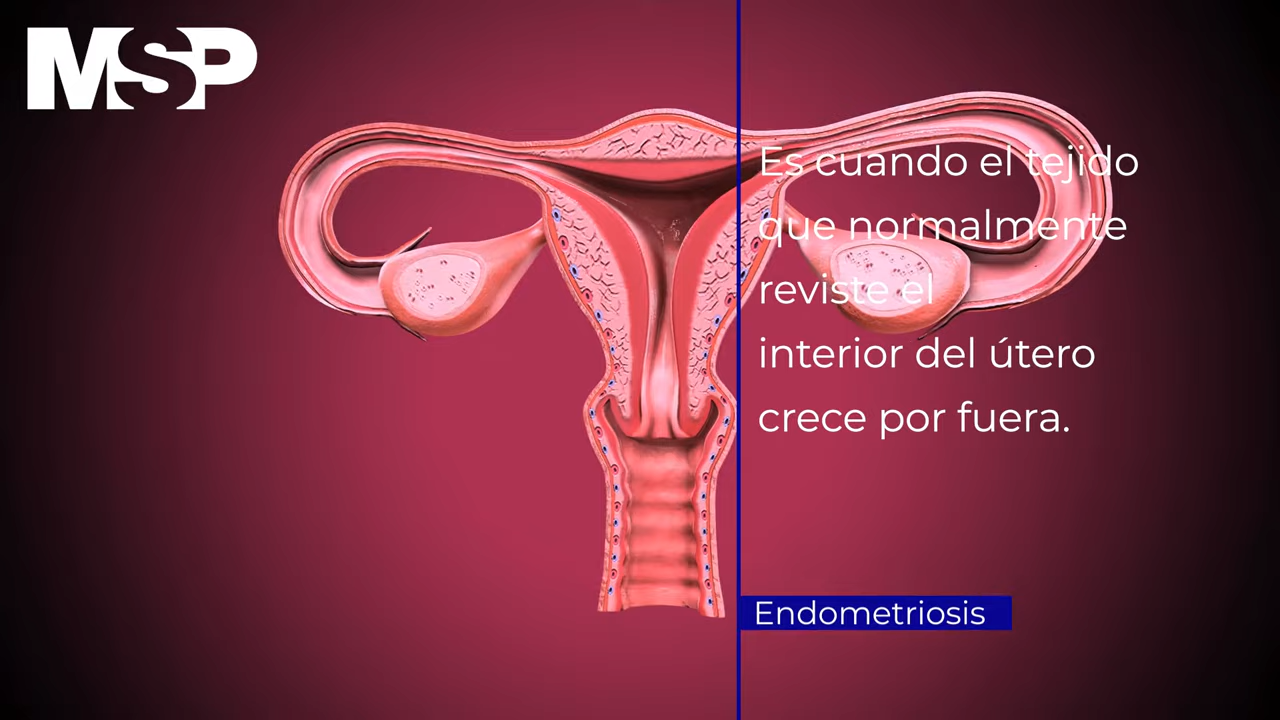 MSP
Es cuando el tejido
que normalmente
reviste el
interior del útero
crece por fuera.
Endometriosis